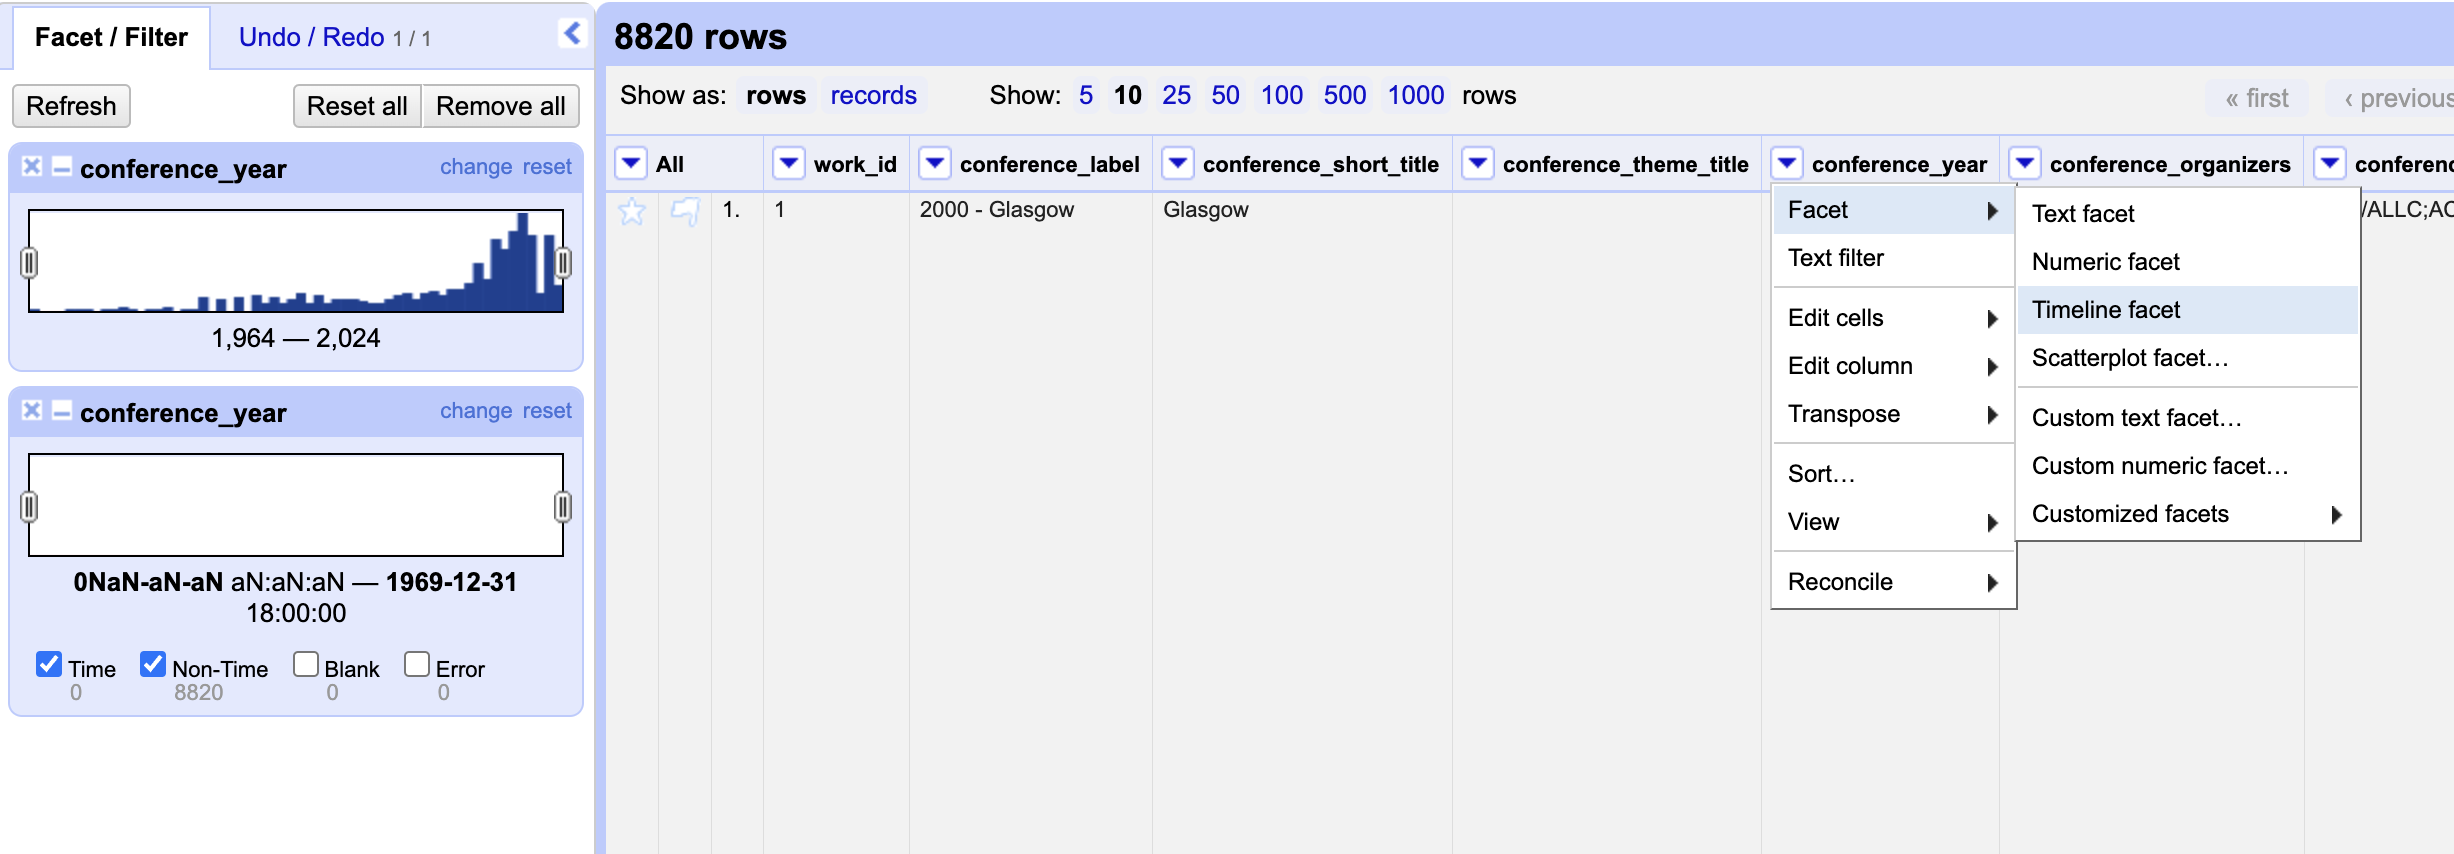 Facet / Filter
Undo / Redo 1 / 1
Refresh
Reset all
Remove all
conference_year
change reset
1,964 — 2,024
conference_year
change reset
0NaN-aN-aN aN:aN:aN — 1969-12-31
18:00:00
Time
Non-Time
Blank
Error
0
8820
0
0
8820 rows
Show as: rows records
Show: 5 10 25 50 100 500 1000 rows
« first
‹ previous
All
work_id
conference_label
conference_short_title
conference_theme_title
conference_year
conference_organizers
conferenc
1.
1
2000 - Glasgow
Glasgow
/ALLC;AC
Facet
Text filter
Edit cells
Edit column
Transpose
Sort…
View
Reconcile
Text facet
Numeric facet
Timeline facet
Scatterplot facet…
Custom text facet…
Custom numeric facet…
Customized facets